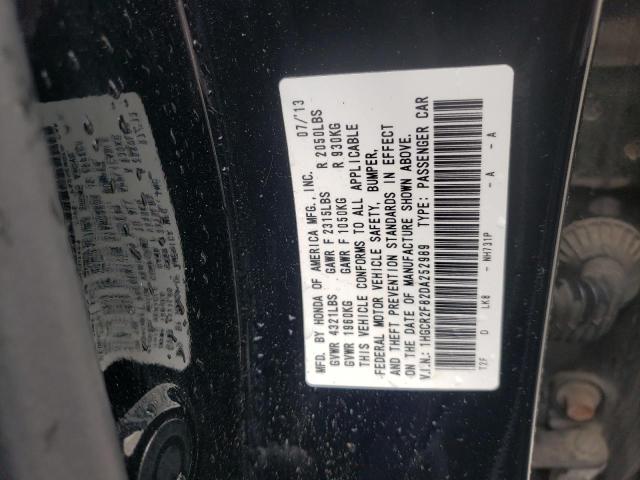 MFD. BY HONDA OF AMERICA MFG., INC. 07/'13
GVWR 4321LBS GAWR F 2315LBS R 2050LBS
GVWR 1960KG GAWR F 1050KG R 930KG
THIS VEHICLE CONFORMS TO ALL APPLICABLE
FEDERAL MOTOR VEHICLE SAFETY, BUMPER,
AND THEFT PREVENTION STANDARDS IN EFFECT
ON THE DATE OF MANUFACTURE SHOWN ABOVE.
V.I.N.: 1HGCR2F82DA252989 TYPE: PASSENGER CAR
T2F D LK8 - NH731P - A - A